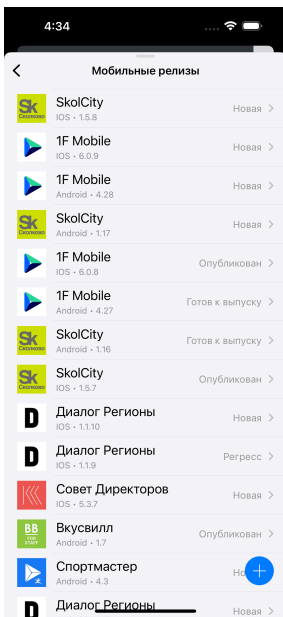 4:34
Мобильные релизы
Sk
Сколково
SkolCity
IOS • 1.5.8
Новая
1F Mobile
IOS • 6.0.9
Новая
1F Mobile
Android • 4.28
Новая
Sk
Сколково
SkolCity
Android • 1.17
Новая
1F Mobile
IOS • 6.0.8
Опубликован
1F Mobile
Android • 4.27
Готов к выпуску
Sk
Сколково
SkolCity
Android • 1.16
Готов к выпуску
Sk
Сколково
SkolCity
IOS • 1.5.7
Опубликован
D
Диалог Регионы
IOS • 1.1.10
Новая
D
Диалог Регионы
IOS • 1.1.9
Регресс
Совет Директоров
IOS • 5.3.7
Новая
ВВ
FOR
STAFF
Вкусвилл
Android • 1.7
Опубликован
Спортмастер
Android • 4.3
D
Диалог Регионы
Новая